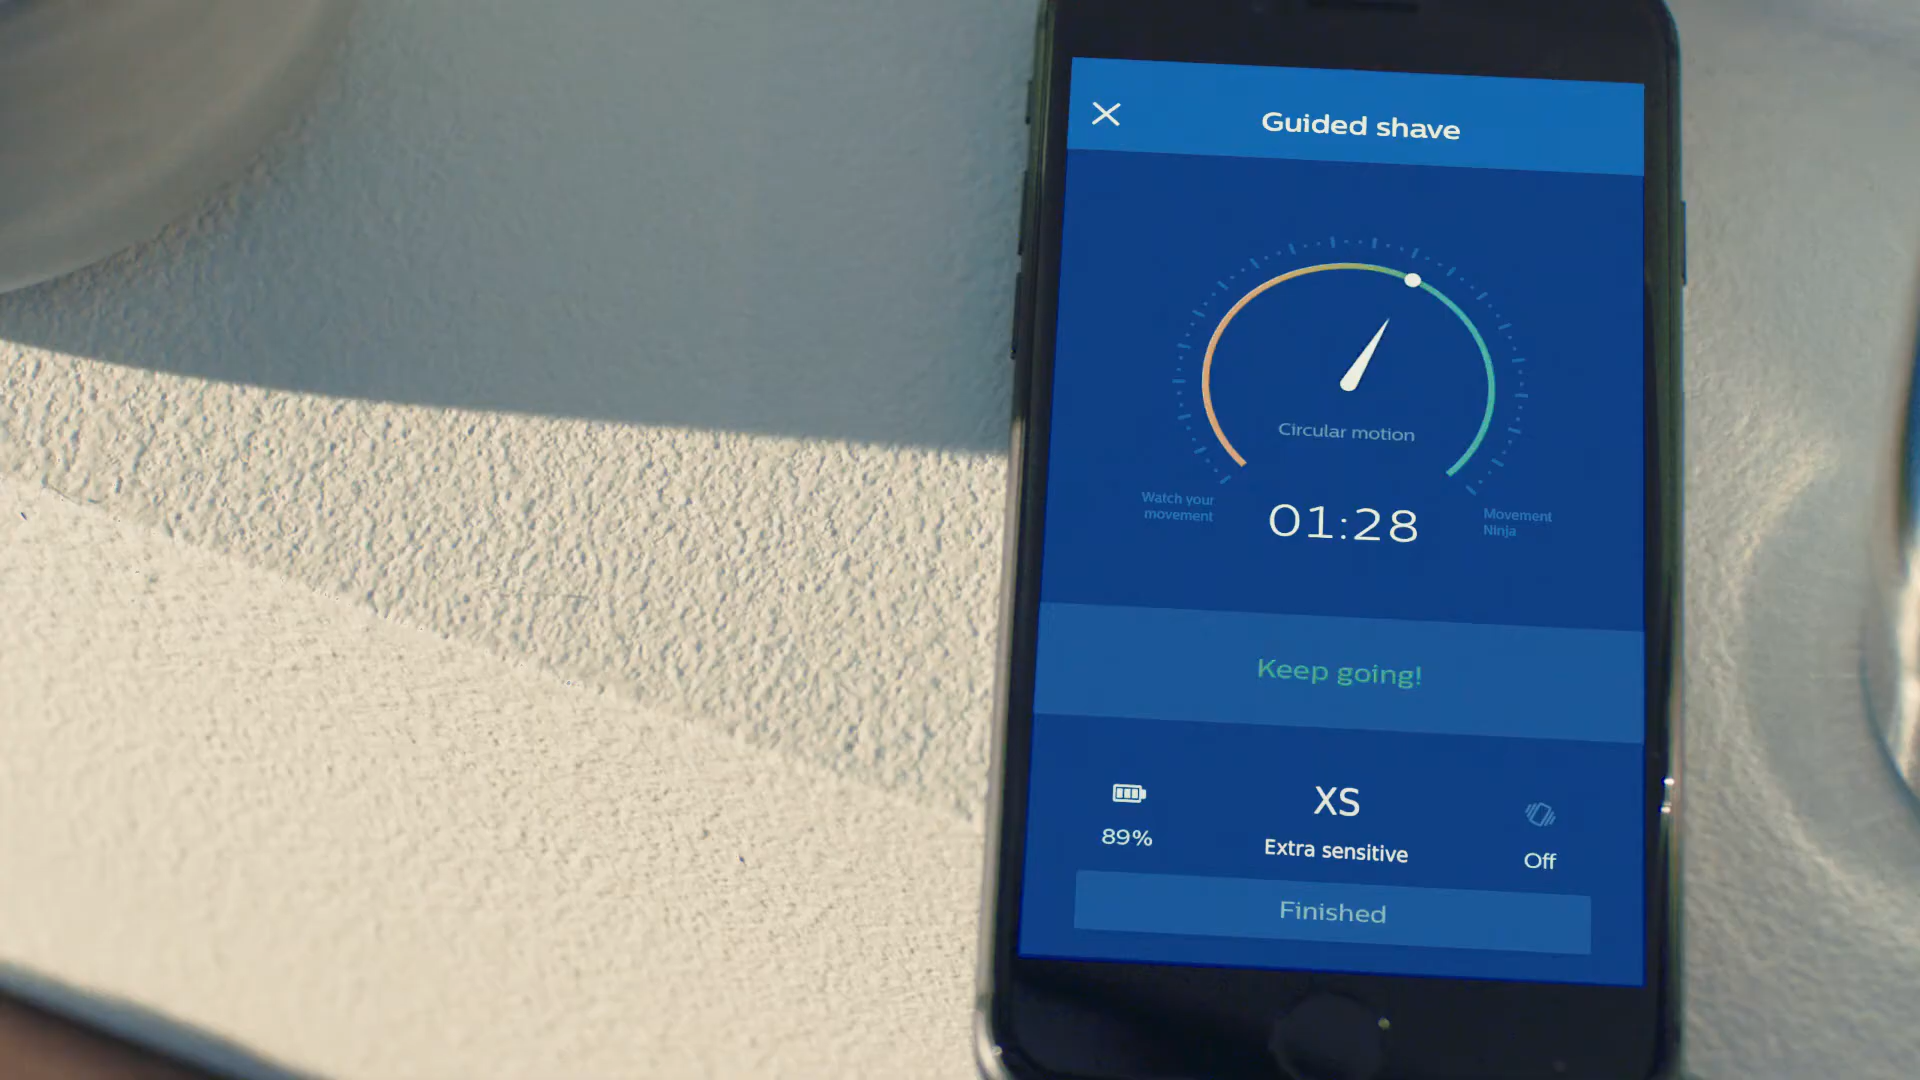 Guided shave
Circular motion
Watch your
movement
01:28
Movement
Ninja
Keep going!
89%
XS
Extra sensitive
Off
Finished